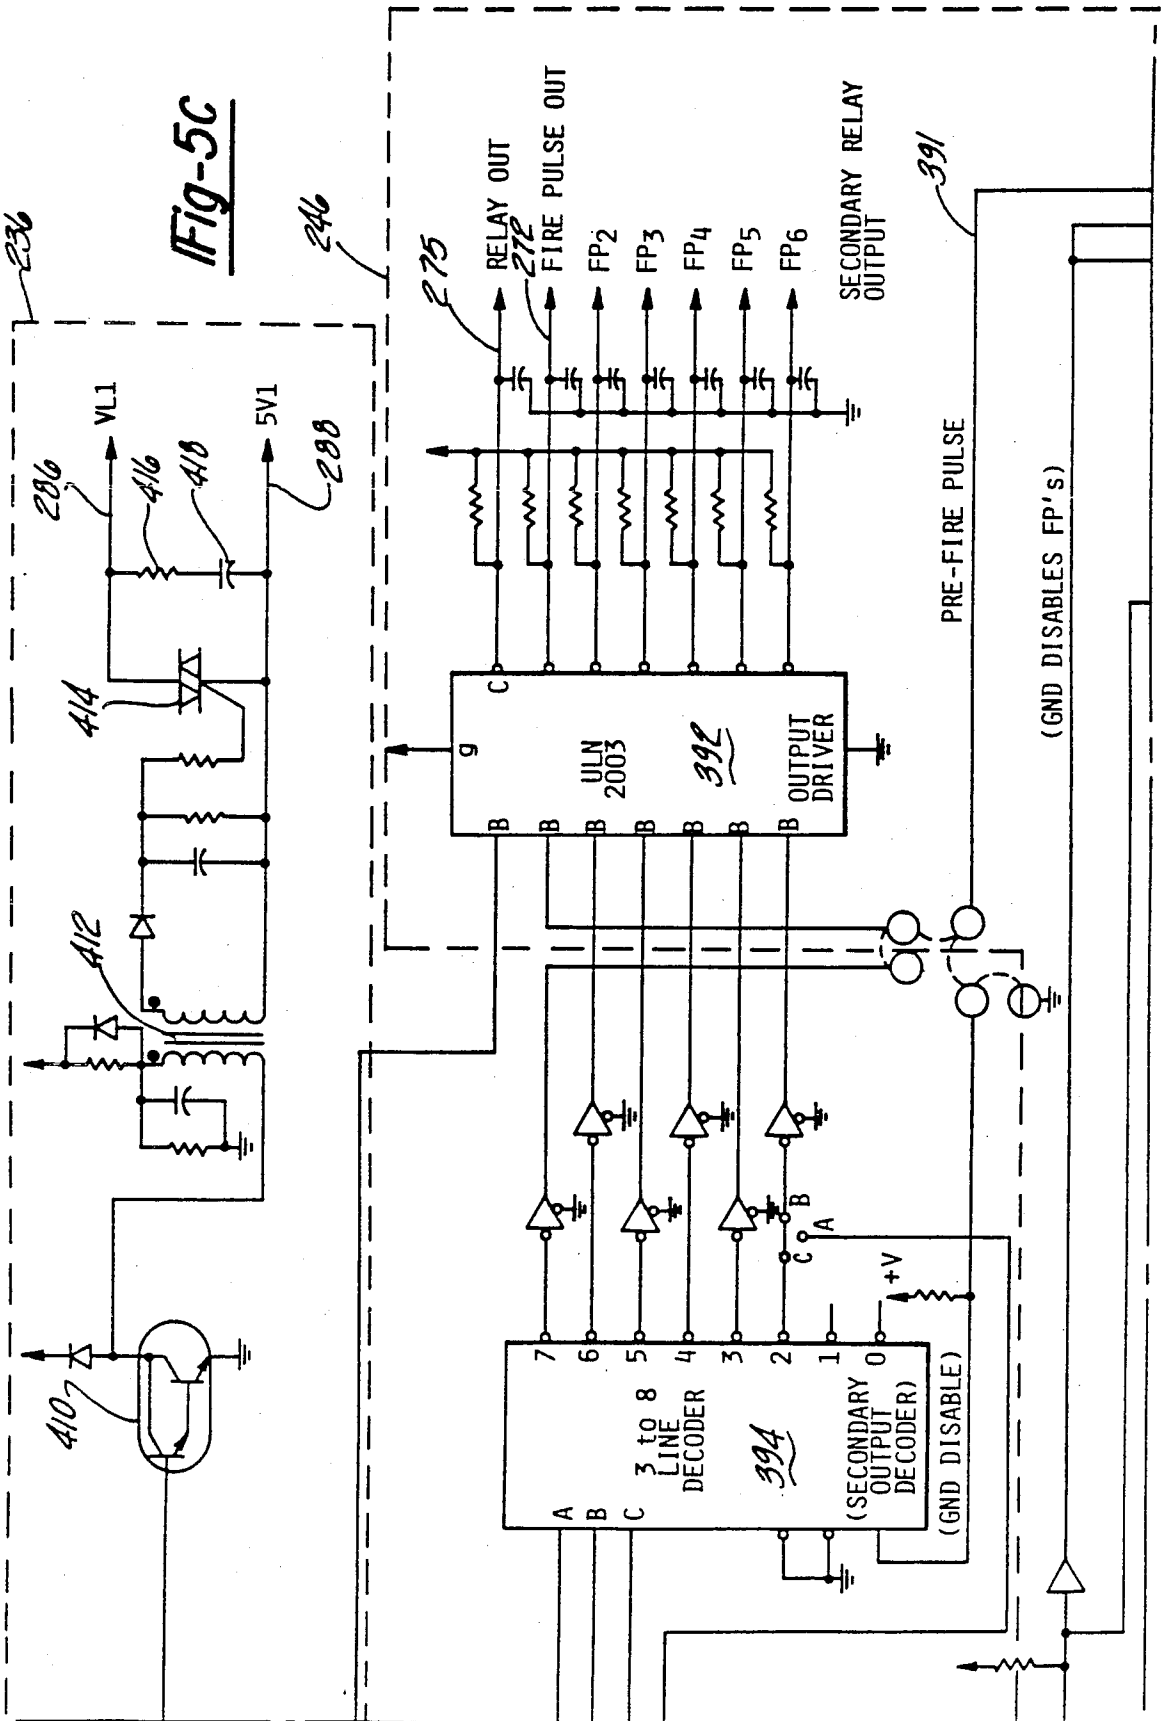 Fig-5C
236
286
VL1
416
418
5V1
288
414
412
410
246
275
RELAY OUT
272
FIRE PULSE OUT
FP2
FP3
FP4
FP5
FP6
SECONDARY RELAY
OUTPUT
391
PRE-FIRE PULSE
(GND DISABLES FP's)
g
C
B
B
B
B
B
B
B
ULN
2003
392
OUTPUT
DRIVER
B
A
C
+V
7
6
5
4
3
2
1
0
3 to 8
LINE
DECODER
394
(SECONDARY
OUTPUT
DECODER)
(GND DISABLE)
A
B
C